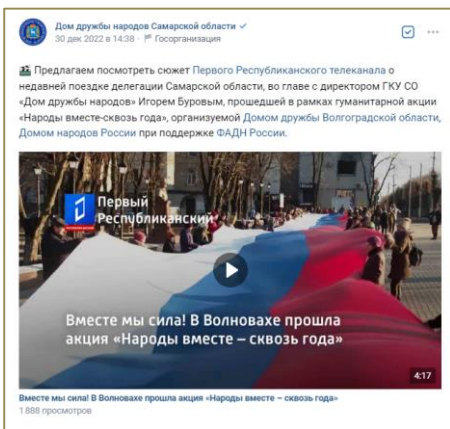 Дом дружбы народов Самарской области
30 дек 2022 в 14:38 · Госорганизация
Предлагаем посмотреть сюжет Первого Республиканского телеканала о
недавней поездке делегации Самарской области, во главе с директором ГКУ СО
«Дом дружбы народов» Игорем Буровым, прошедшей в рамках гуманитарной акции
«Народы вместе-сквозь года», организуемой Домом дружбы Волгоградской области,
Домом народов России при поддержке ФАДН России.
Первый
Республиканский
Вместе мы сила! В Волновахе прошла
акция «Народы вместе – сквозь года»
4:17
Вместе мы сила! В Волновахе прошла акция «Народы вместе – сквозь года»
1 888 просмотров